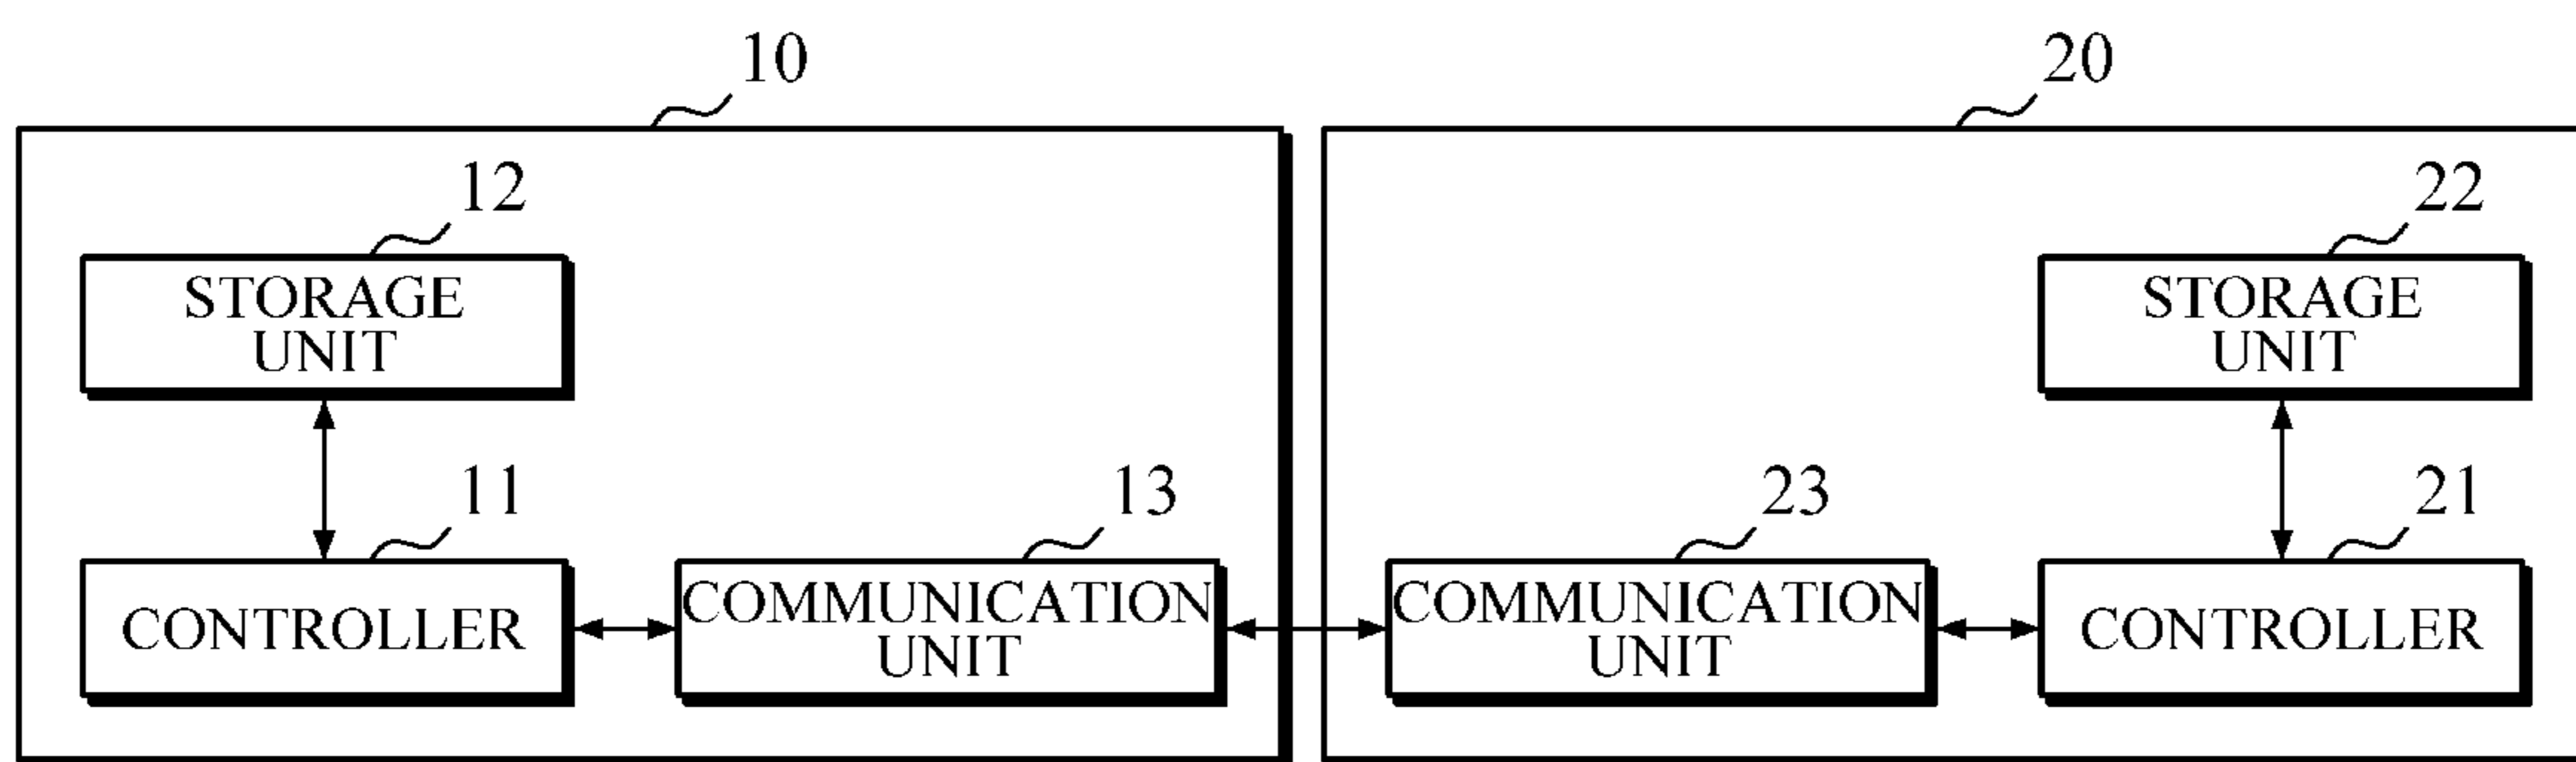 10
20
12
22
STORAGE
UNIT
STORAGE
UNIT
11
13
23
21
CONTROLLER
COMMUNICATION
UNIT
COMMUNICATION
UNIT
CONTROLLER